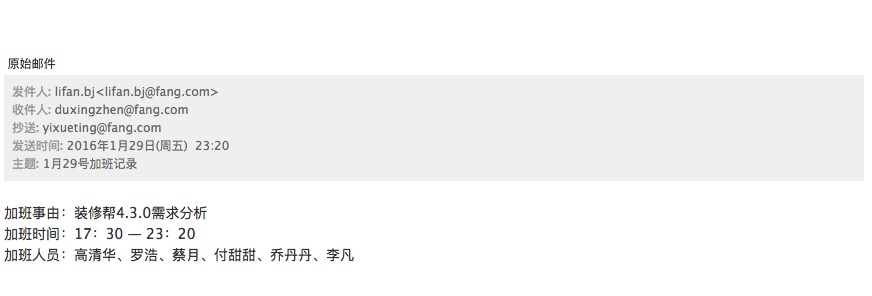 原始邮件
发件人: lifan.bj<lifan.bj@fang.com>
收件人: duxingzhen@fang.com
抄送: yixueting@fang.com
发送时间: 2016年1月29日(周五) 23:20
主题: 1月29号加班记录
加班事由：装修帮4.3.0需求分析
加班时间：17：30 — 23：20
加班人员：高清华、罗浩、蔡月、付甜甜、乔丹丹、李凡